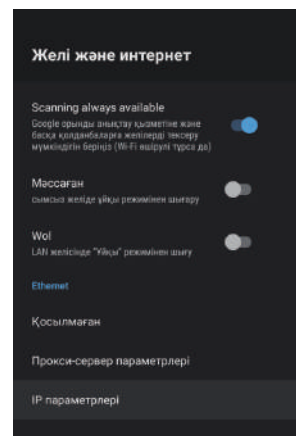 Желі және интернет
Scanning always available
Google орынды анықтау қызметіне және
басқа қолданбаларға желілерді тексеру
мүмкіндігін беріңіз (Wi-Fi өшірулі тұрса да)
Мәссаған
сымсыз желіде ұйқы режимінен шығару
Wol
LAN желісінде "Ұйқы" режимінен шығу
Ethernet
Қосылмаған
Прокси-сервер параметрлері
IP параметрлері